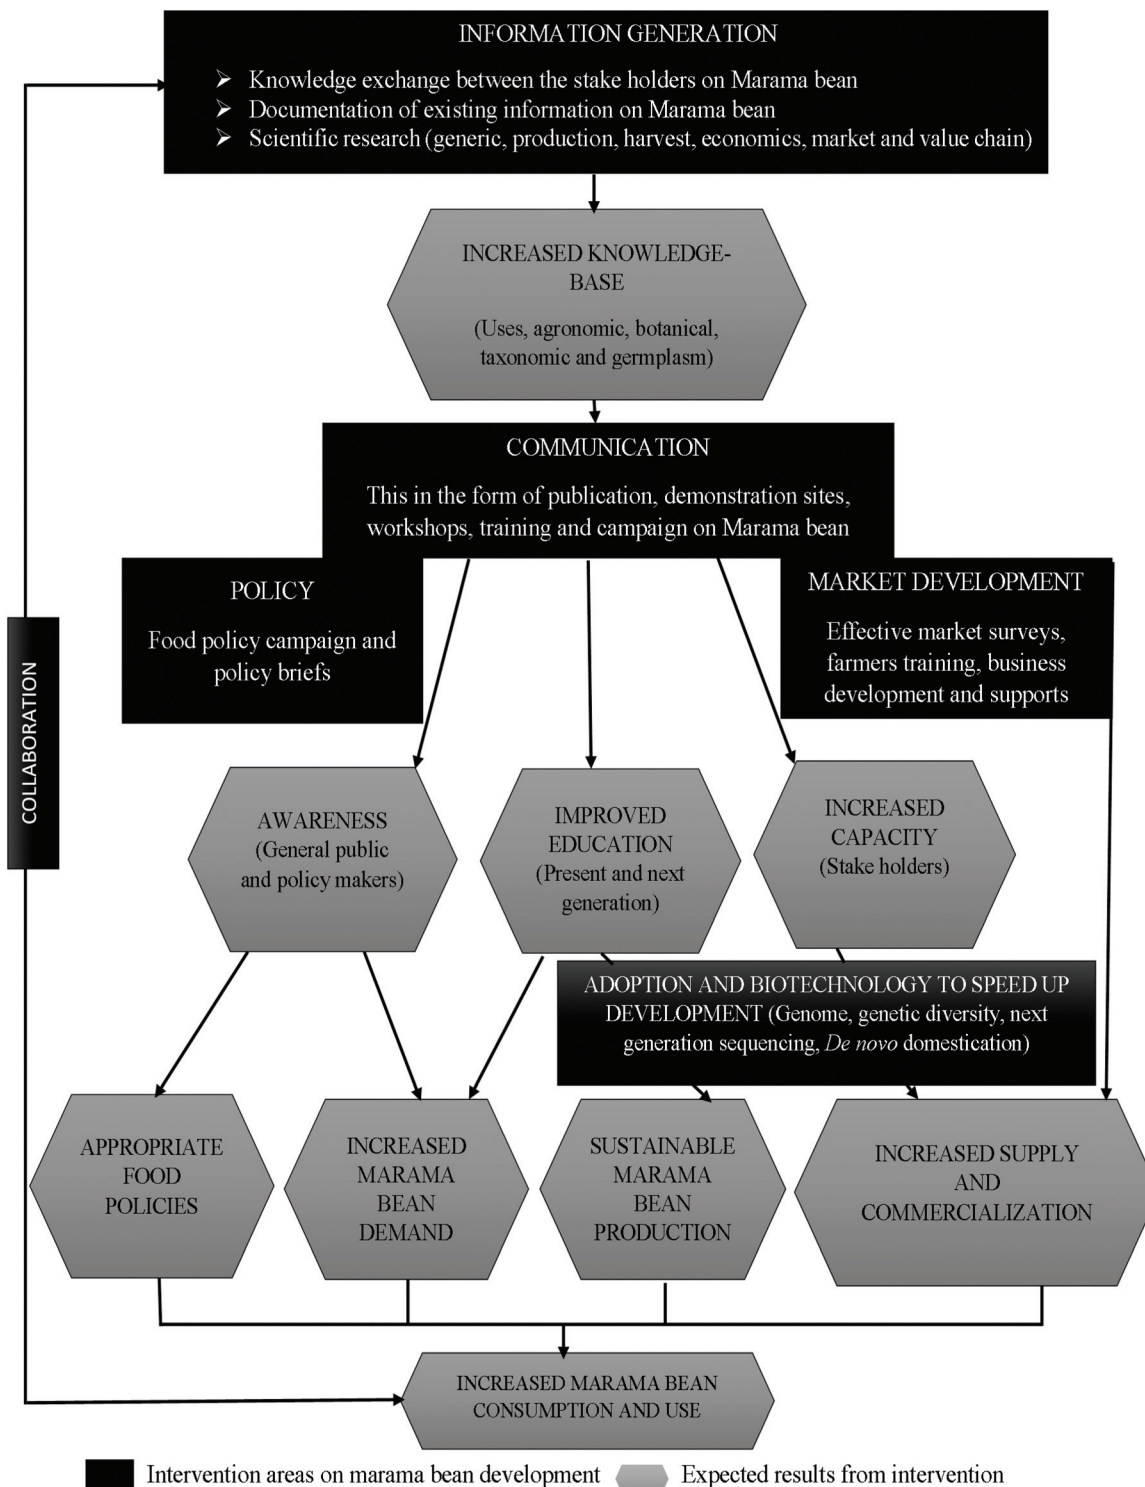 INFORMATION GENERATION
➢ Knowledge exchange between the stake holders on Marama bean
➢ Documentation of existing information on Marama bean
➢ Scientific research (generic, production, harvest, economics, market and value chain)
INCREASED KNOWLEDGE-
BASE
(Uses, agronomic, botanical,
taxonomic and germplasm)
COMMUNICATION
This in the form of publication, demonstration sites,
workshops, training and campaign on Marama bean
POLICY
Food policy campaign and
policy briefs
MARKET DEVELOPMENT
Effective market surveys,
farmers training, business
development and supports
COLLABORATION
AWARENESS
(General public
and policy makers)
IMPROVED
EDUCATION
(Present and next
generation)
INCREASED
CAPACITY
(Stake holders)
ADOPTION AND BIOTECHNOLOGY TO SPEED UP
DEVELOPMENT (Genome, genetic diversity, next
generation sequencing, De novo domestication)
APPROPRIATE
FOOD
POLICIES
INCREASED
MARAMA
BEAN
DEMAND
SUSTAINABLE
MARAMA
BEAN
PRODUCTION
INCREASED SUPPLY
AND
COMMERCIALIZATION
INCREASED MARAMA BEAN
CONSUMPTION AND USE
Intervention areas on marama bean development
Expected results from intervention